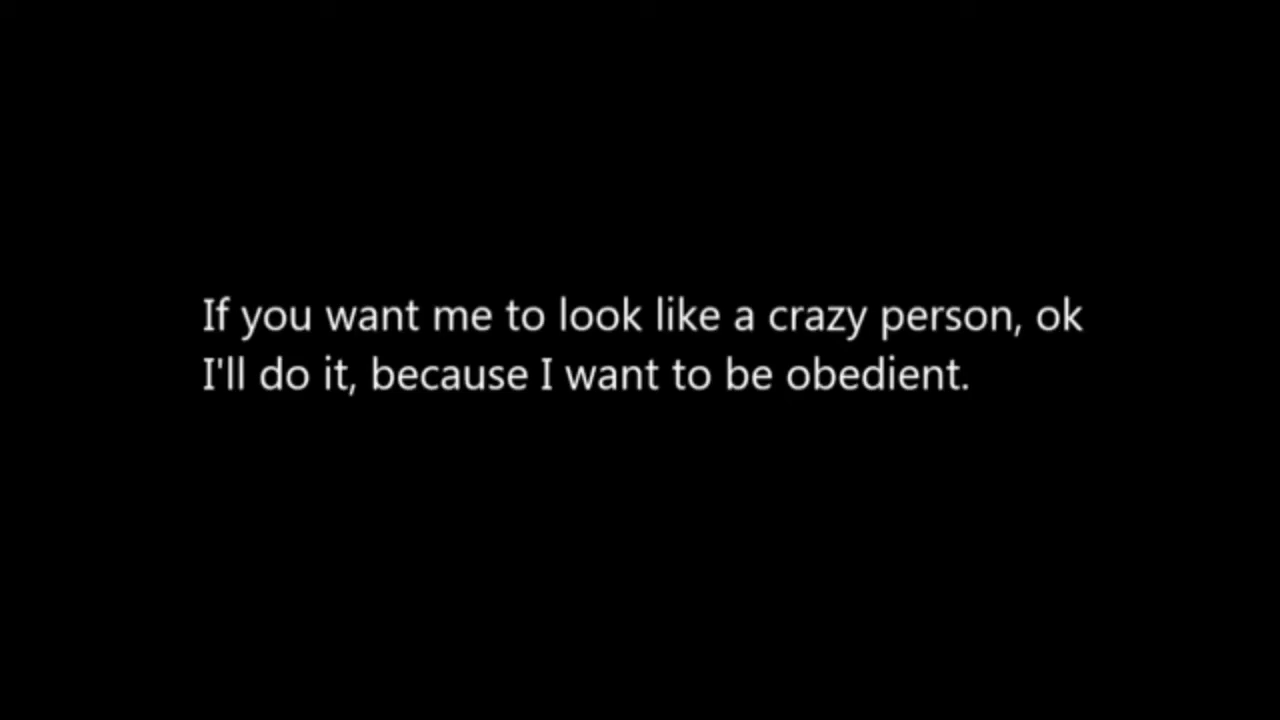 If you want me to look like a crazy person, ok
I'll do it, because I want to be obedient.